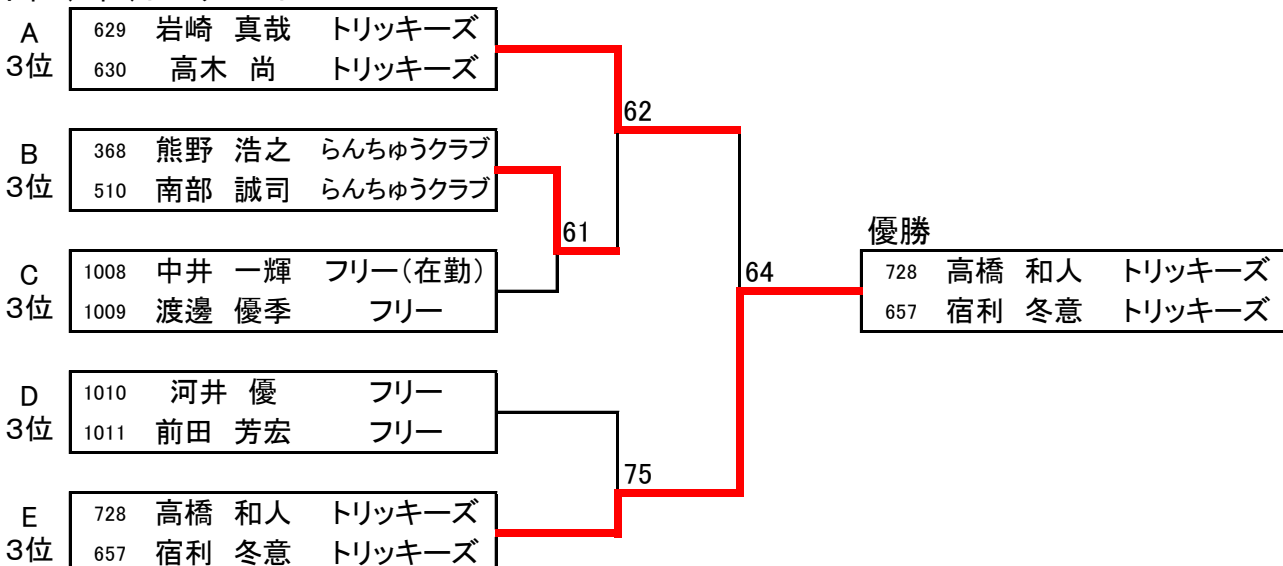 A
3位
629 岩崎 真哉 トリッキーズ
630 高木 尚 トリッキーズ
62
B
3位
368 熊野 浩之 らんちゅうクラブ
510 南部 誠司 らんちゅうクラブ
61
C
3位
1008 中井 一輝 フリー(在勤)
1009 渡邊 優季 フリー
64
優勝
728 高橋 和人 トリッキーズ
657 宿利 冬意 トリッキーズ
D
3位
1010 河井 優 フリー
1011 前田 芳宏 フリー
75
E
3位
728 高橋 和人 トリッキーズ
657 宿利 冬意 トリッキーズ